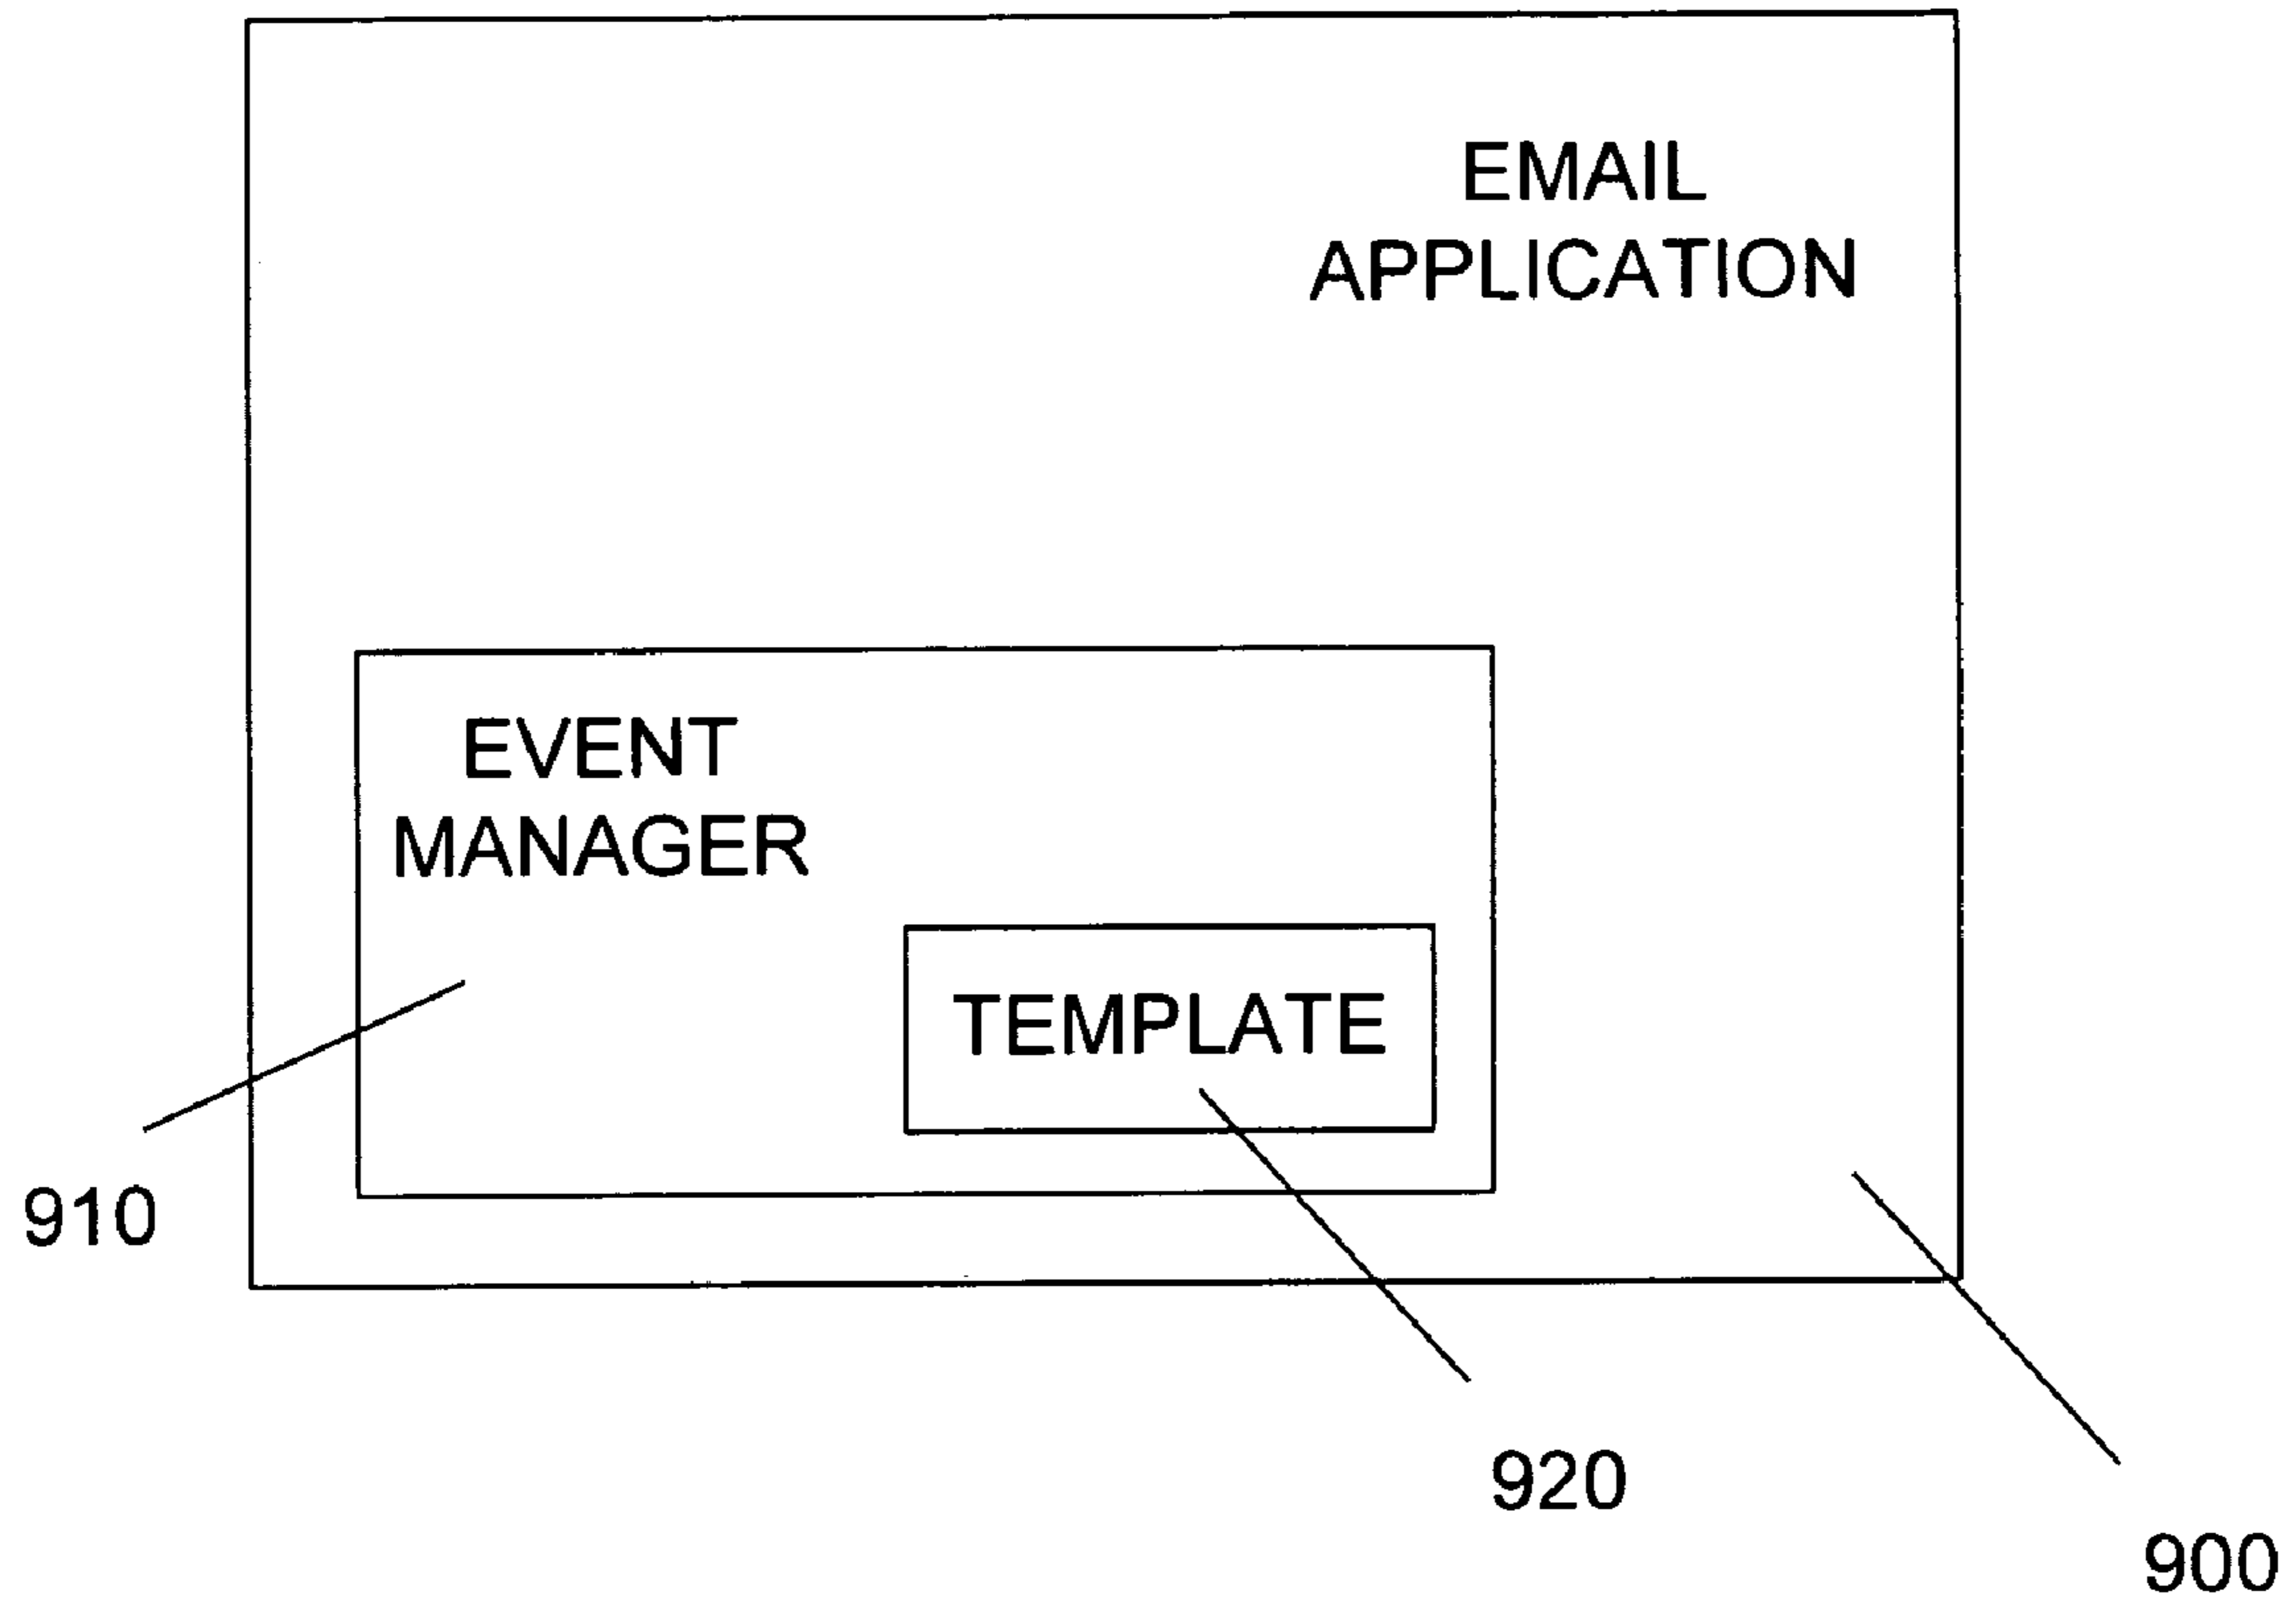 EMAIL
APPLICATION
EVENT
MANAGER
TEMPLATE
910
920
900